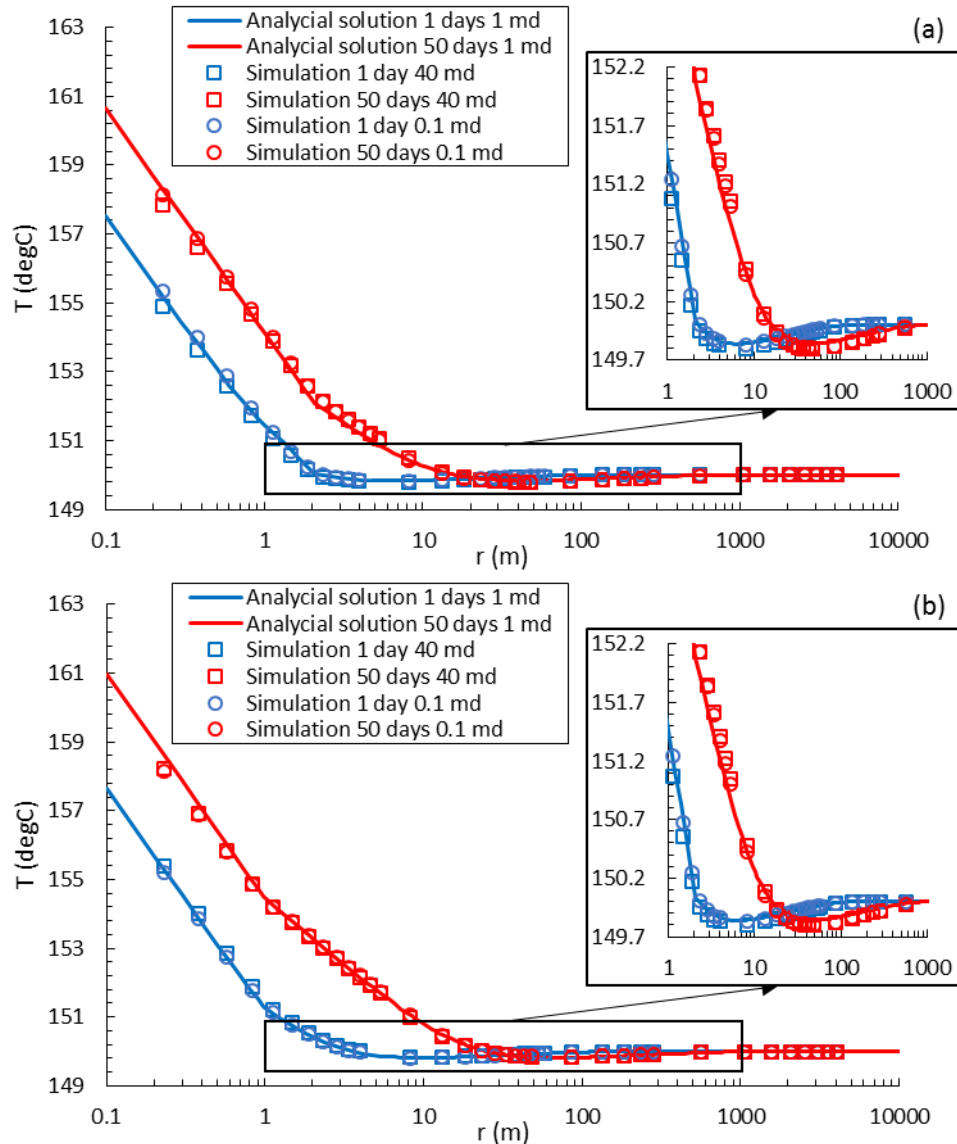 (a)
Analycial solution 1 days 1 md
Analycial solution 50 days 1 md
Simulation 1 day 40 md
Simulation 50 days 40 md
Simulation 1 day 0.1 md
Simulation 50 days 0.1 md
163
161
159
157
155
153
151
149
T (degC)
0.1 1 10 100 1000 10000
r (m)
152.2
151.7
151.2
150.7
150.2
149.7
1 10 100 1000
(b)
Analycial solution 1 days 1 md
Analycial solution 50 days 1 md
Simulation 1 day 40 md
Simulation 50 days 40 md
Simulation 1 day 0.1 md
Simulation 50 days 0.1 md
163
161
159
157
155
153
151
149
T (degC)
0.1 1 10 100 1000 10000
r (m)
152.2
151.7
151.2
150.7
150.2
149.7
1 10 100 1000